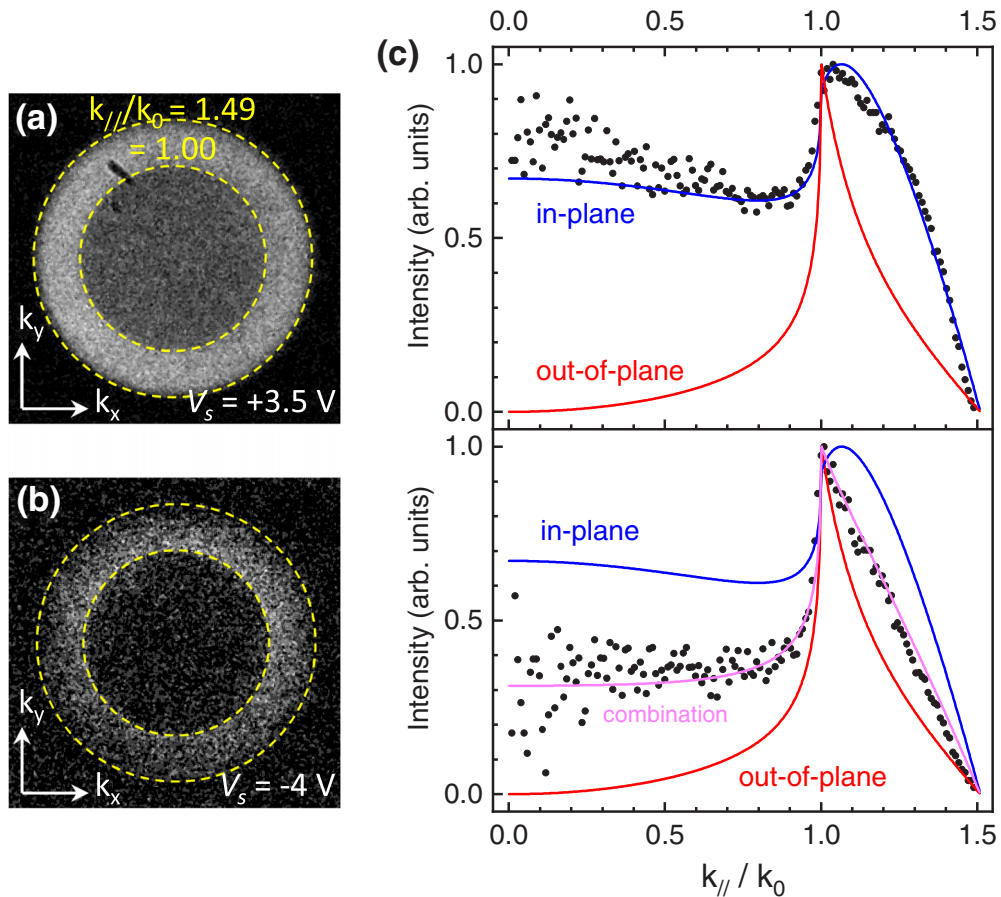 (a)
k///k0 = 1.49
= 1.00
ky
kx
Vs = +3.5 V
(b)
ky
kx
Vs = -4 V
(c)
0.0 0.5 1.0 1.5
1.0
0.5
0.0
Intensity (arb. units)
in-plane
out-of-plane
1.0
0.5
0.0
Intensity (arb. units)
in-plane
combination
out-of-plane
0.0 0.5 1.0 1.5
k// / k0